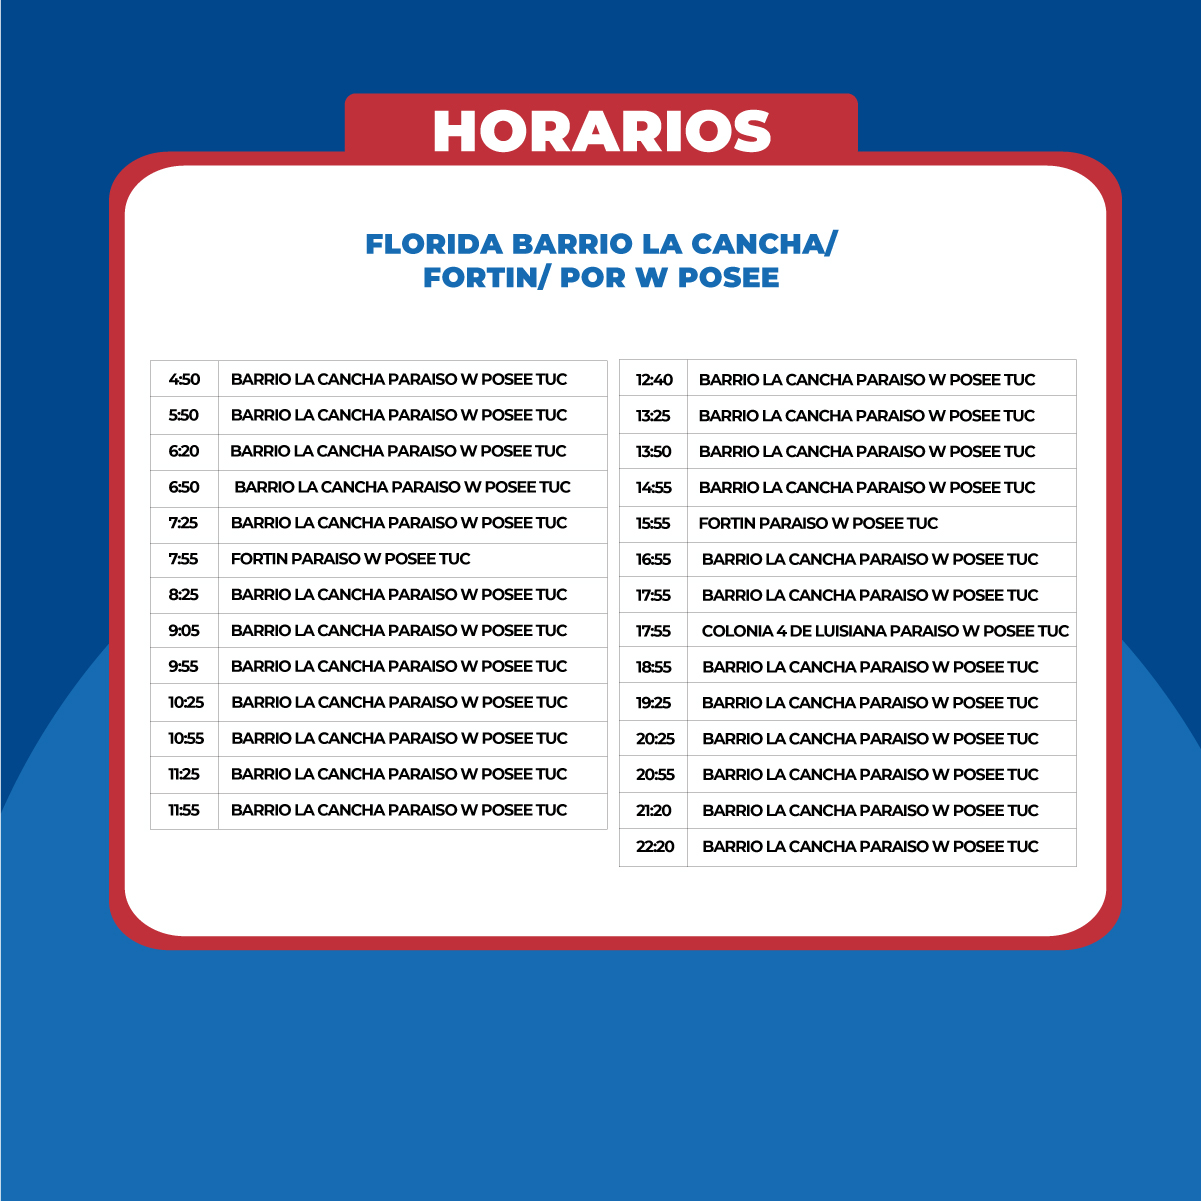 HORARIOS
FLORIDA BARRIO LA CANCHA/
FORTIN/ POR W POSEE
4:50 BARRIO LA CANCHA PARAISO W POSEE TUC
5:50 BARRIO LA CANCHA PARAISO W POSEE TUC
6:20 BARRIO LA CANCHA PARAISO W POSEE TUC
6:50 BARRIO LA CANCHA PARAISO W POSEE TUC
7:25 BARRIO LA CANCHA PARAISO W POSEE TUC
7:55 FORTIN PARAISO W POSEE TUC
8:25 BARRIO LA CANCHA PARAISO W POSEE TUC
9:05 BARRIO LA CANCHA PARAISO W POSEE TUC
9:55 BARRIO LA CANCHA PARAISO W POSEE TUC
10:25 BARRIO LA CANCHA PARAISO W POSEE TUC
10:55 BARRIO LA CANCHA PARAISO W POSEE TUC
11:25 BARRIO LA CANCHA PARAISO W POSEE TUC
11:55 BARRIO LA CANCHA PARAISO W POSEE TUC
12:40 BARRIO LA CANCHA PARAISO W POSEE TUC
13:25 BARRIO LA CANCHA PARAISO W POSEE TUC
13:50 BARRIO LA CANCHA PARAISO W POSEE TUC
14:55 BARRIO LA CANCHA PARAISO W POSEE TUC
15:55 FORTIN PARAISO W POSEE TUC
16:55 BARRIO LA CANCHA PARAISO W POSEE TUC
17:55 BARRIO LA CANCHA PARAISO W POSEE TUC
17:55 COLONIA 4 DE LUISIANA PARAISO W POSEE TUC
18:55 BARRIO LA CANCHA PARAISO W POSEE TUC
19:25 BARRIO LA CANCHA PARAISO W POSEE TUC
20:25 BARRIO LA CANCHA PARAISO W POSEE TUC
20:55 BARRIO LA CANCHA PARAISO W POSEE TUC
21:20 BARRIO LA CANCHA PARAISO W POSEE TUC
22:20 BARRIO LA CANCHA PARAISO W POSEE TUC